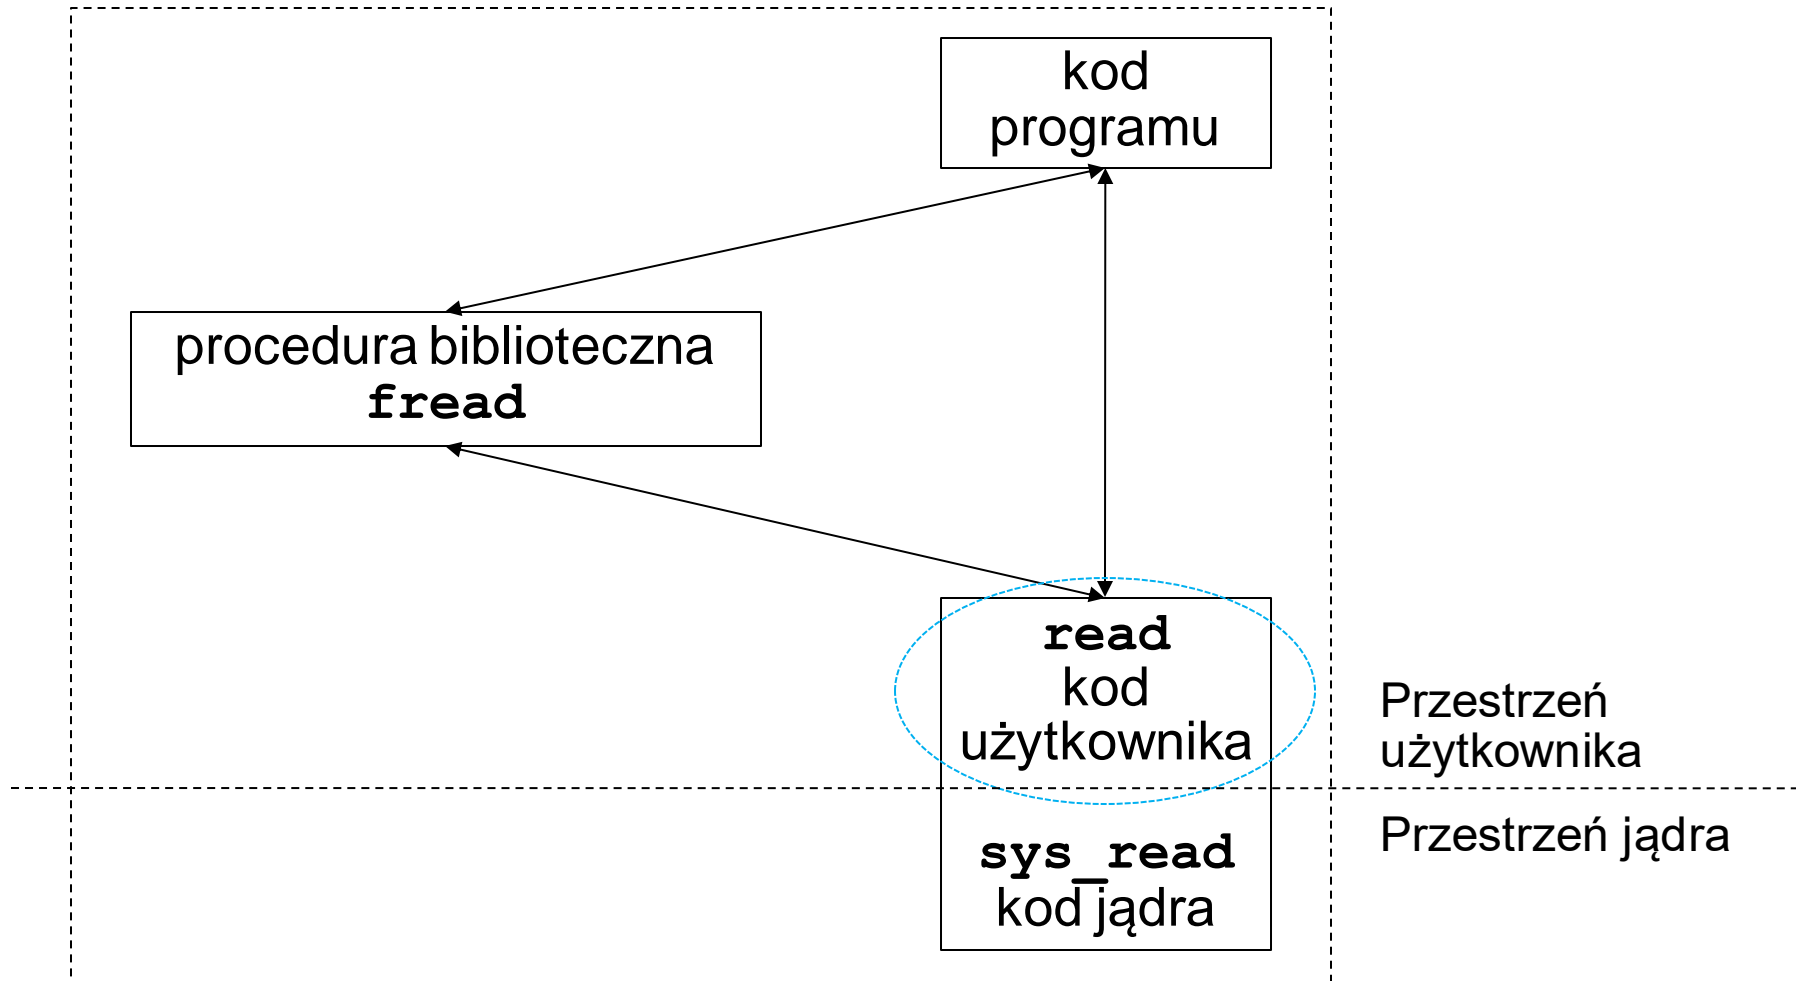 kod
programu
procedura biblioteczna
fread
read
kod
użytkownika
Przestrzeń
użytkownika
Przestrzeń jądra
sys_read
kod jądra